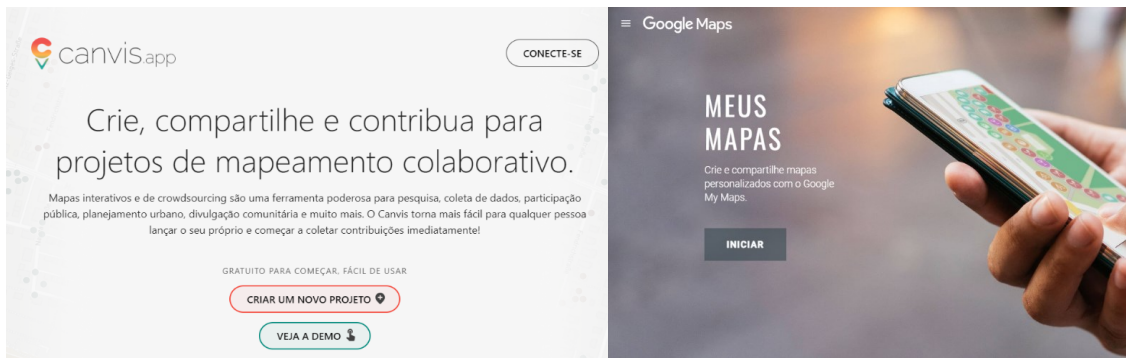 canvis.app
CONECTE-SE
Crie, compartilhe e contribua para
projetos de mapeamento colaborativo.
Mapas interativos e de crowdsourcing são uma ferramenta poderosa para pesquisa, coleta de dados, participação
pública, planejamento urbano, divulgação comunitária e muito mais. O Canvis torna mais fácil para qualquer pessoa
lançar o seu próprio e começar a coletar contribuições imediatamente!
GRATUITO PARA COMEÇAR, FÁCIL DE USAR
CRIAR UM NOVO PROJETO
VEJA A DEMO
Google Maps
MEUS
MAPAS
Crie e compartilhe mapas
personalizados com o Google
My Maps.
INICIAR